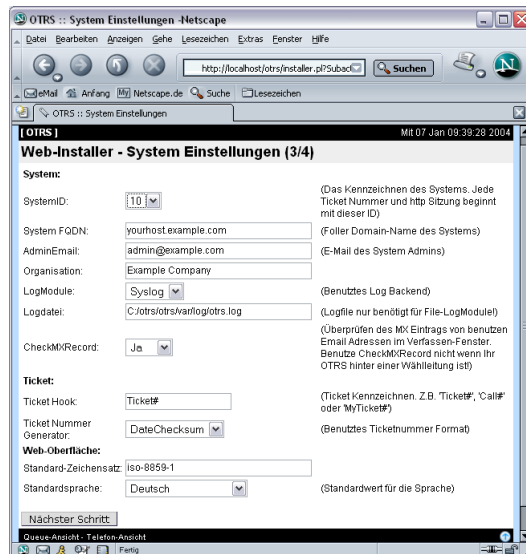 OTRS :: System Einstellungen -Netscape
Datei Bearbeiten Anzeigen Gehe Lesezeichen Extras Fenster Hilfe
http://localhost/otrs/installer.pl?Subac
Suchen
eMail Anfang My Netscape.de Suche Lesezeichen
OTRS :: System Einstellungen
[ OTRS ] Mit 07 Jan 09:39:28 2004
Web-Installer - System Einstellungen (3/4)
System:
SystemID: 10 (Das Kennzeichen des Systems. Jede
Ticket Nummer und http Sitzung beginnt
mit dieser ID)
System FQDN: yourhost.example.com (Foller Domain-Name des Systems)
AdminEmail: admin@example.com (E-Mail des System Admins)
Organisation: Example Company
LogModule: Syslog (Benutztes Log Backend)
Logdatei: C:/otrs/otrs/var/log/otrs.log (Logfile nur benötigt für File-LogModule!)
CheckMXRecord: Ja (Überprüfen des MX Eintrags von benutzen
Email Adressen im Verfassen-Fenster.
Benutze CheckMXRecord nicht wenn Ihr
OTRS hinter einer Wählleitung ist!)
Ticket:
Ticket Hook: Ticket# (Ticket Kennzeichen. Z.B. 'Ticket#', 'Call#'
oder 'MyTicket#')
Ticket Nummer
Generator: DateChecksum (Benutztes Ticketnummer Format)
Web-Oberfläche:
Standard-Zeichensatz: iso-8859-1
Standardsprache: Deutsch (Standardwert für die Sprache)
Nächster Schritt
Queue-Ansicht - Telefon-Ansicht
Fertig